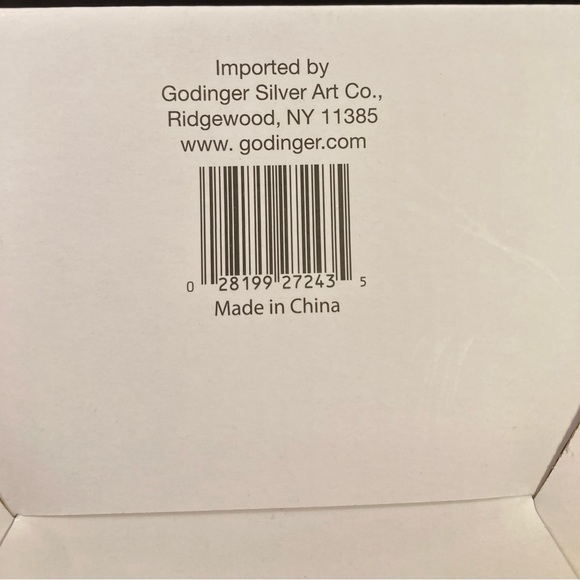 Imported by
Godinger Silver Art Co.,
Ridgewood, NY 11385
www. godinger.com
0 28199 27243 5
Made in China